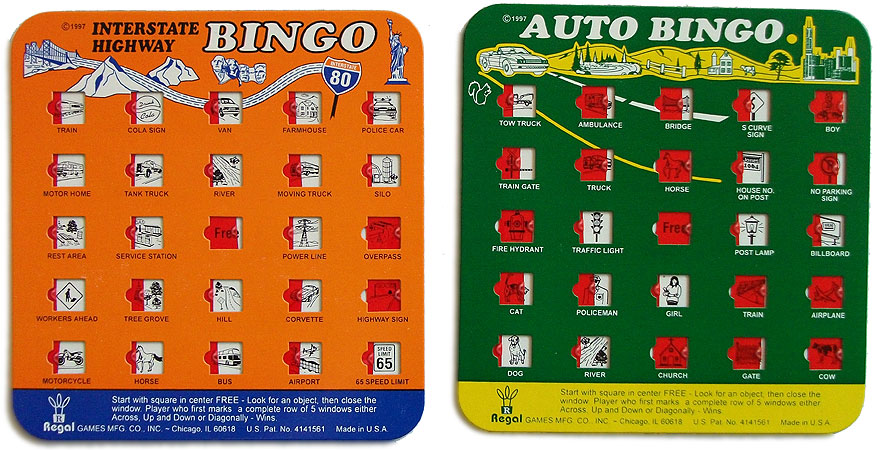 ©1997
INTERSTATE
HIGHWAY
BINGO
INTERSTATE
80
TRAIN COLA SIGN VAN FARMHOUSE POLICE CAR
MOTOR HOME TANK TRUCK RIVER MOVING TRUCK SILO
Free
REST AREA SERVICE STATION POWER LINE OVERPASS
WORKERS AHEAD TREE GROVE HILL CORVETTE HIGHWAY SIGN
SPEED
LIMIT
65
MOTORCYCLE HORSE BUS AIRPORT 65 SPEED LIMIT
Start with square in center FREE - Look for an object, then close the
window. Player who first marks a complete row of 5 windows either
Across, Up and Down or Diagonally - Wins.
R
Regal GAMES MFG. CO., INC. ~ Chicago, IL 60618 U.S. Pat. No. 4141561 Made in U.S.A.
©1997
AUTO BINGO
TOW TRUCK AMBULANCE BRIDGE S CURVE
SIGN BOY
TRAIN GATE TRUCK HORSE HOUSE NO.
ON POST NO PARKING
SIGN
Free
FIRE HYDRANT TRAFFIC LIGHT POST LAMP BILLBOARD
CAT POLICEMAN GIRL TRAIN AIRPLANE
DOG RIVER CHURCH GATE COW
Start with square in center FREE - Look for an object, then close the
window. Player who first marks a complete row of 5 windows either
Across, Up and Down or Diagonally - Wins.
R
Regal GAMES MFG. CO., INC. ~ Chicago, IL 60618 U.S. Pat. No. 4141561 Made in U.S.A.